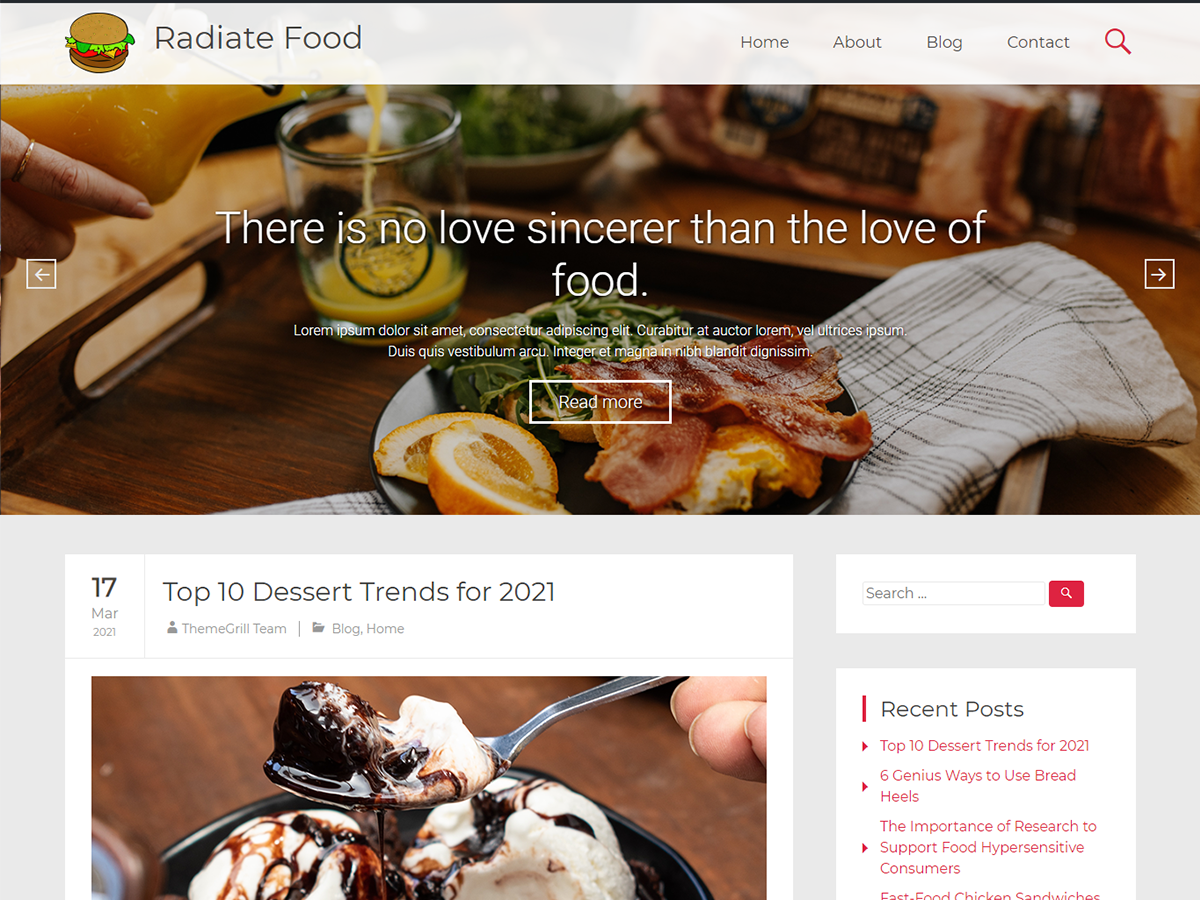 Radiate Food
Home About Blog Contact
There is no love sincerer than the love of
food.
Lorem ipsum dolor sit amet, consectetur adipiscing elit. Curabitur at auctor lorem, vel ultrices ipsum.
Duis quis vestibulum arcu. Integer et magna in nibh blandit dignissim.
Read more
17
Mar
2021
Top 10 Dessert Trends for 2021
ThemeGrill Team | Blog, Home
Search ...
Recent Posts
Top 10 Dessert Trends for 2021
6 Genius Ways to Use Bread
Heels
The Importance of Research to
Support Food Hypersensitive
Consumers
Fast-Food Chicken Sandwiches